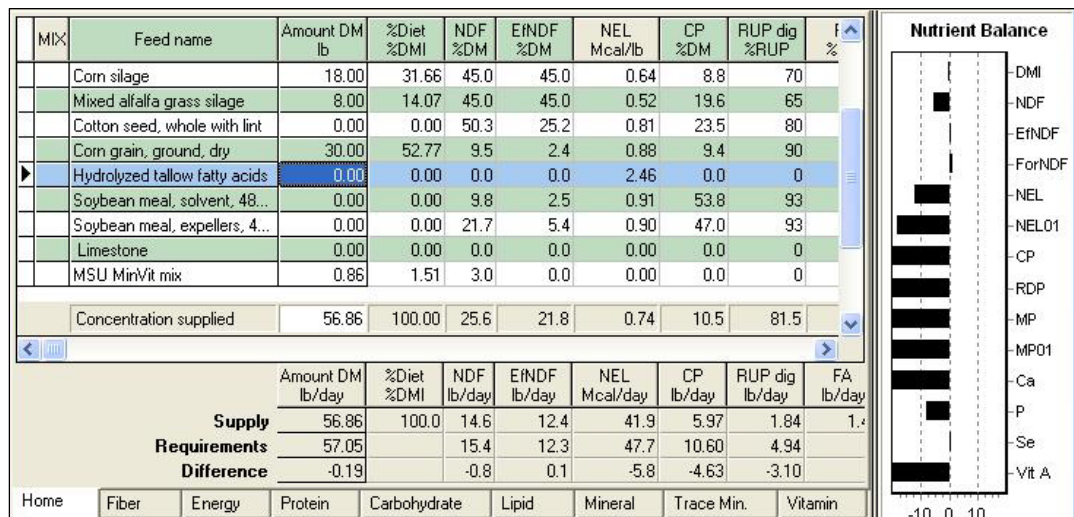 MIX Feed name Amount DM lb %Diet %DMI NDF %DM EfNDF %DM NEL Mcal/lb CP %DM RUP dig %RUP
Corn silage 18.00 31.66 45.0 45.0 0.64 8.8 70
Mixed alfalfa grass silage 8.00 14.07 45.0 45.0 0.52 19.6 65
Cotton seed, whole with lint 0.00 0.00 50.3 25.2 0.81 23.5 80
Corn grain, ground, dry 30.00 52.77 9.5 2.4 0.88 9.4 90
Hydrolyzed tallow fatty acids 0.00 0.00 0.0 0.0 2.46 0.0 0
Soybean meal, solvent, 48... 0.00 0.00 9.8 2.5 0.91 53.8 93
Soybean meal, expellers, 4... 0.00 0.00 21.7 5.4 0.90 47.0 93
Limestone 0.00 0.00 0.0 0.0 0.00 0.0 0
MSU MinVit mix 0.86 1.51 3.0 0.0 0.00 0.0 0
Concentration supplied 56.86 100.00 25.6 21.8 0.74 10.5 81.5
Amount DM lb/day %Diet %DMI NDF lb/day EfNDF lb/day NEL Mcal/day CP lb/day RUP dig lb/day FA lb/day
Supply 56.86 100.0 14.6 12.4 41.9 5.97 1.84
Requirements 57.05 15.4 12.3 47.7 10.60 4.94
Difference -0.19 -0.8 0.1 -5.8 -4.63 -3.10
Home Fiber Energy Protein Carbohydrate Lipid Mineral Trace Min. Vitamin
Nutrient Balance
DMI
NDF
EfNDF
ForNDF
NEL
NEL01
CP
RDP
MP
MP01
Ca
P
Se
Vit A
-10 0 10